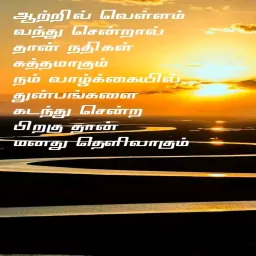 ஆற்றில் வெள்ளம்
வந்து சென்றால்
தான் நதிகள்
சுத்தமாகும்
நம் வாழ்க்கையில்
துன்பங்களை
கடந்து சென்ற
பிறகு தான்
மனது தெளிவாகும்